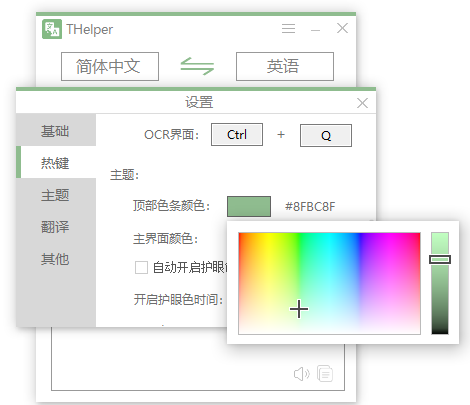 THelper
简体中文
英语
设置
基础
热键
主题
翻译
其他
OCR界面: Ctrl + Q
主题:
顶部色条颜色: #8FBC8F
主界面颜色:
自动开启护眼
开启护眼色时间: